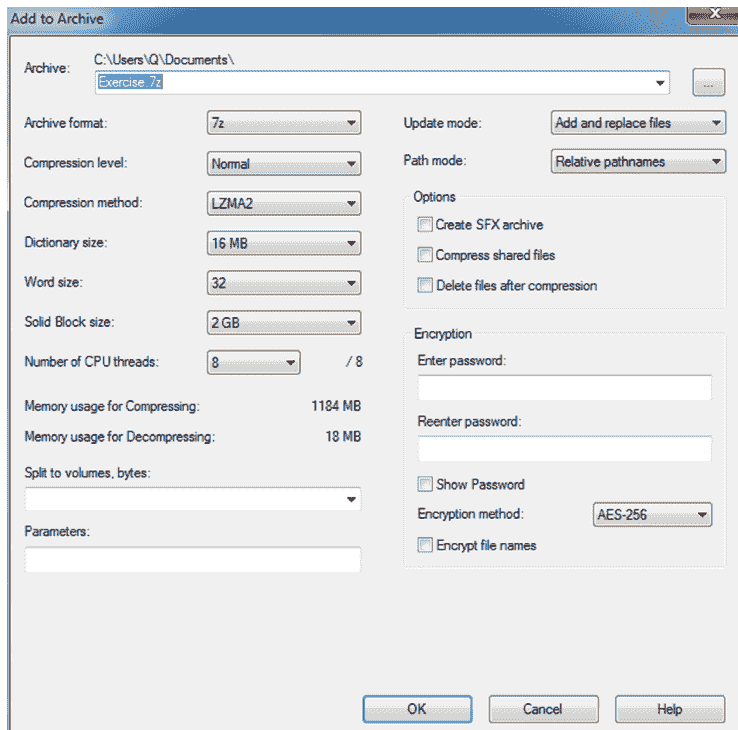 Add to Archive
Archive:
C:\Users\Q\Documents\
Exercise.7z
...
Archive format:
7z
Compression level:
Normal
Compression method:
LZMA2
Dictionary size:
16 MB
Word size:
32
Solid Block size:
2 GB
Number of CPU threads:
8
/ 8
Memory usage for Compressing:
1184 MB
Memory usage for Decompressing:
18 MB
Split to volumes, bytes:
Parameters:
Update mode:
Add and replace files
Path mode:
Relative pathnames
Options
Create SFX archive
Compress shared files
Delete files after compression
Encryption
Enter password:
Reenter password:
Show Password
Encryption method:
AES-256
Encrypt file names
OK
Cancel
Help